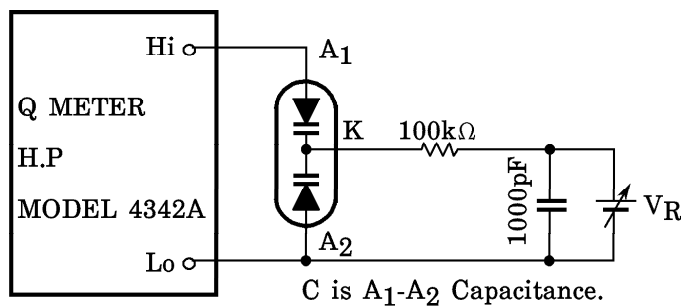 Hi
A1
Q METER
H.P
MODEL 4342A
K
100kΩ
1000pF
VR
A2
Lo
C is A1-A2 Capacitance.